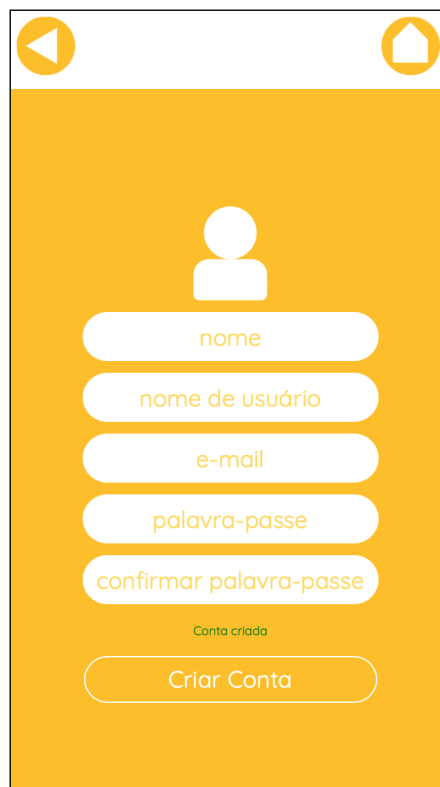 nome
nome de usuário
e-mail
palavra-passe
confirmar palavra-passe
Conta criada
Criar Conta